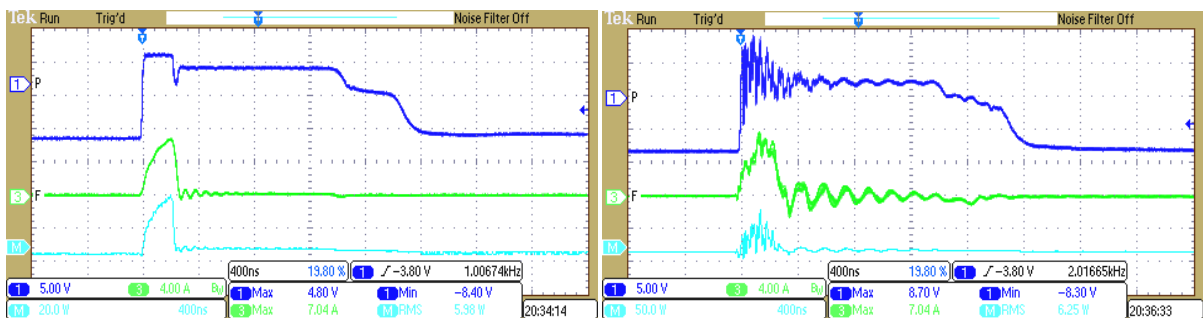 Tek Run Trig'd Noise Filter Off
1 P
3 F
M
400ns 19.80 % 1 -3.80 V 1.00674kHz
1 5.00 V 3 4.00 A Bw 1 Max 4.80 V 1 Min -8.40 V
M 20.0 W 400ns 3 Max 7.04 A M RMS 5.98 W 20:34:14
Tek Run Trig'd Noise Filter Off
1 P
3 F
M
400ns 19.80 % 1 -3.80 V 2.01665kHz
1 5.00 V 3 4.00 A Bw 1 Max 8.70 V 1 Min -8.30 V
M 50.0 W 400ns 3 Max 7.04 A M RMS 6.25 W 20:36:33